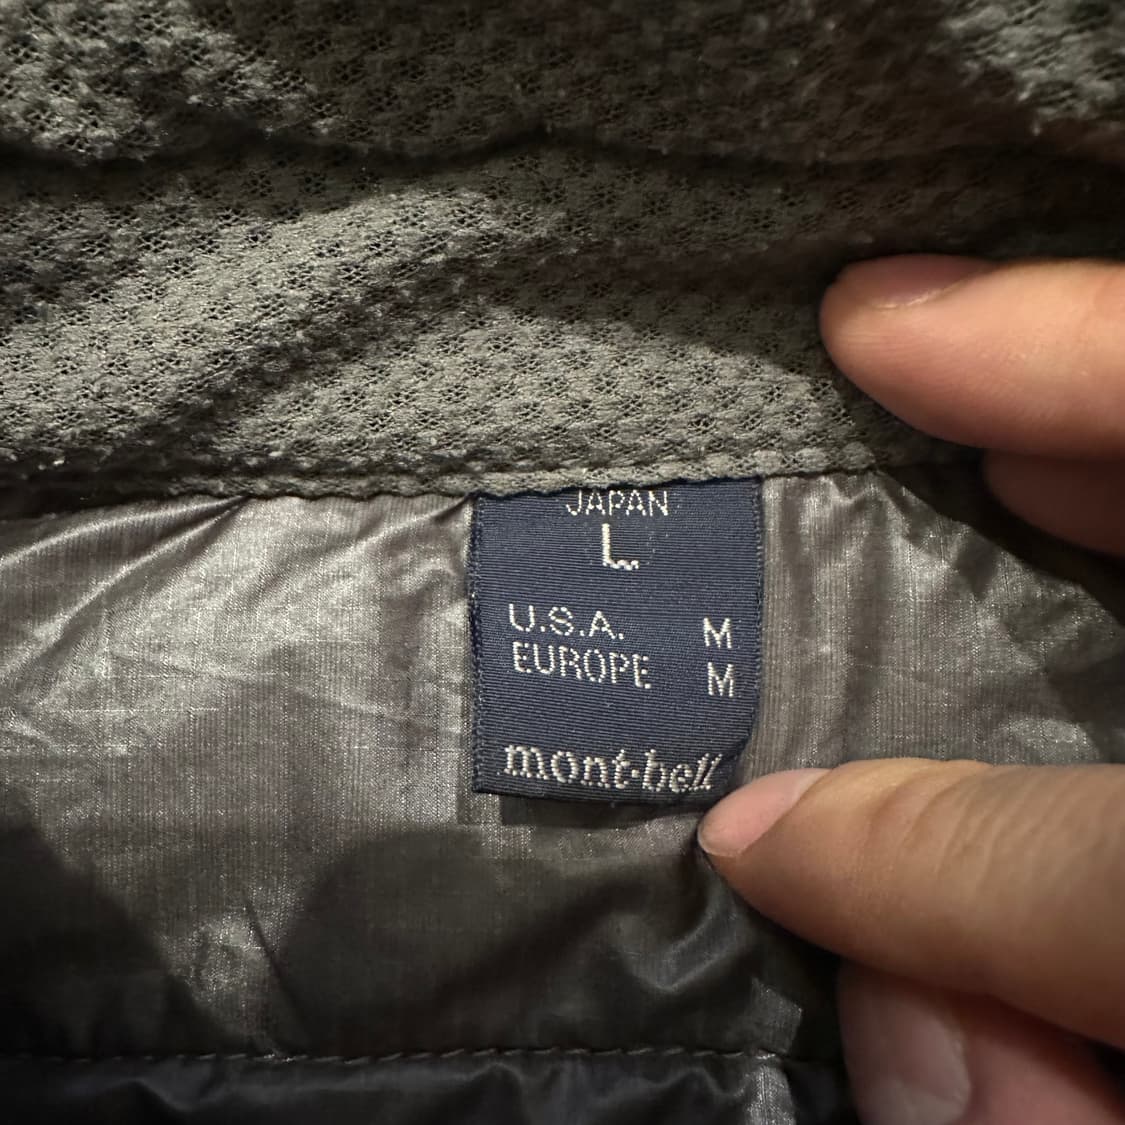 JAPAN
L
U.S.A. M
EUROPE M
mont-bell